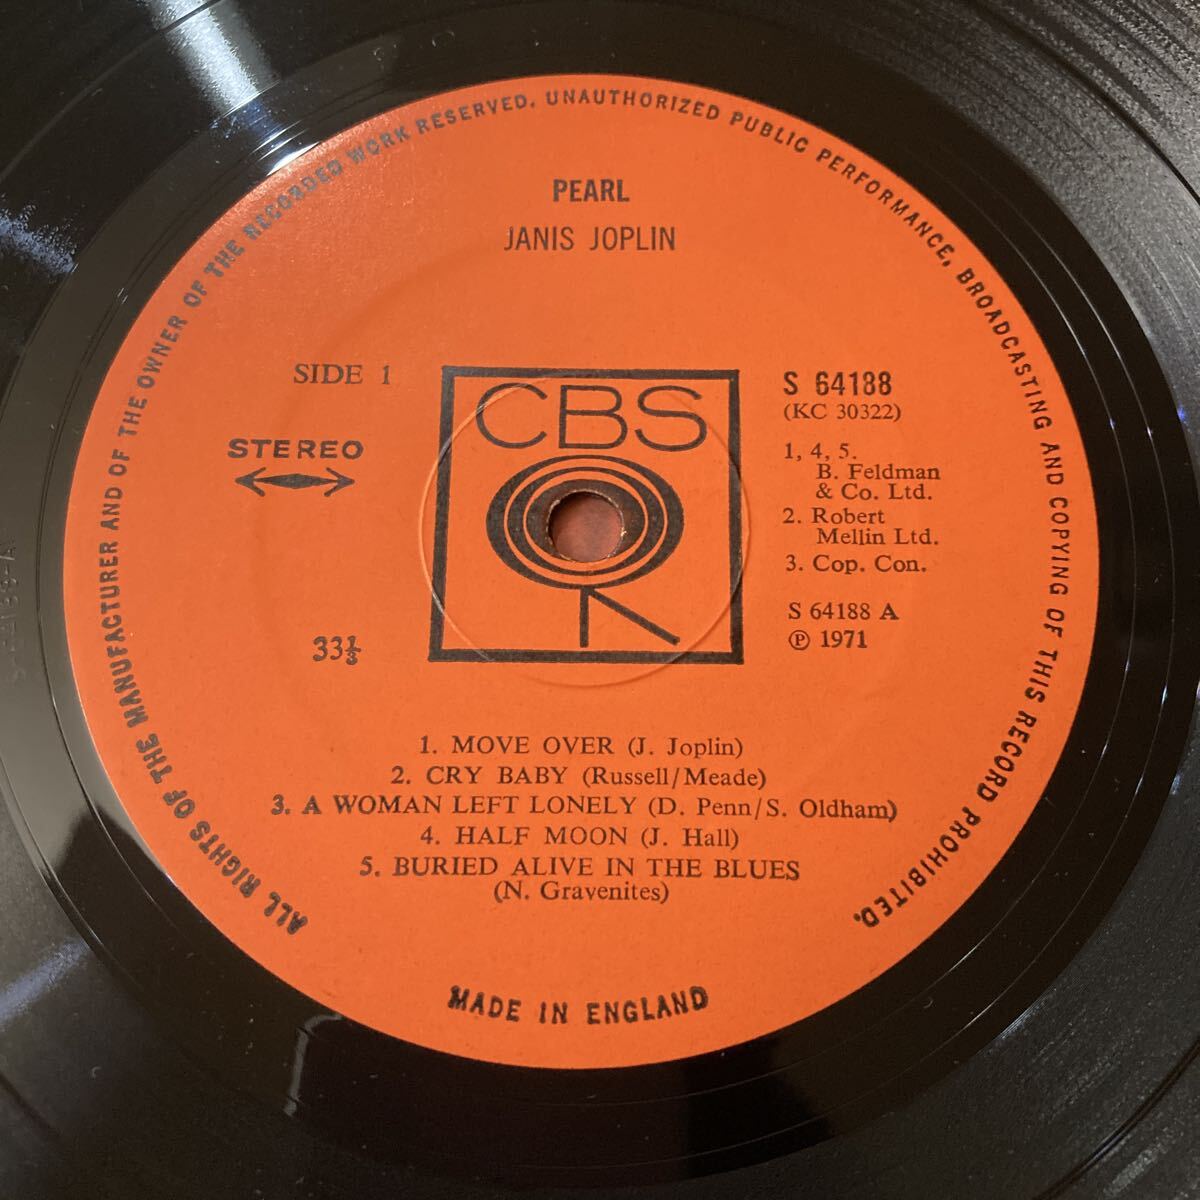 ALL RIGHTS OF THE MANUFACTURER AND OF THE OWNER OF THE RECORDED WORK RESERVED. UNAUTHORIZED PUBLIC PERFORMANCE, BROADCASTING AND COPYING OF THIS RECORD PROHIBITED.
PEARL
JANIS JOPLIN
SIDE 1
STEREO
33⅓
CBS
S 64188
(KC 30322)
1, 4, 5.
B. Feldman
& Co. Ltd.
2. Robert
Mellin Ltd.
3. Cop. Con.
S 64188 A
℗ 1971
1. MOVE OVER (J. Joplin)
2. CRY BABY (Russell/Meade)
3. A WOMAN LEFT LONELY (D. Penn/S. Oldham)
4. HALF MOON (J. Hall)
5. BURIED ALIVE IN THE BLUES
(N. Gravenites)
MADE IN ENGLAND